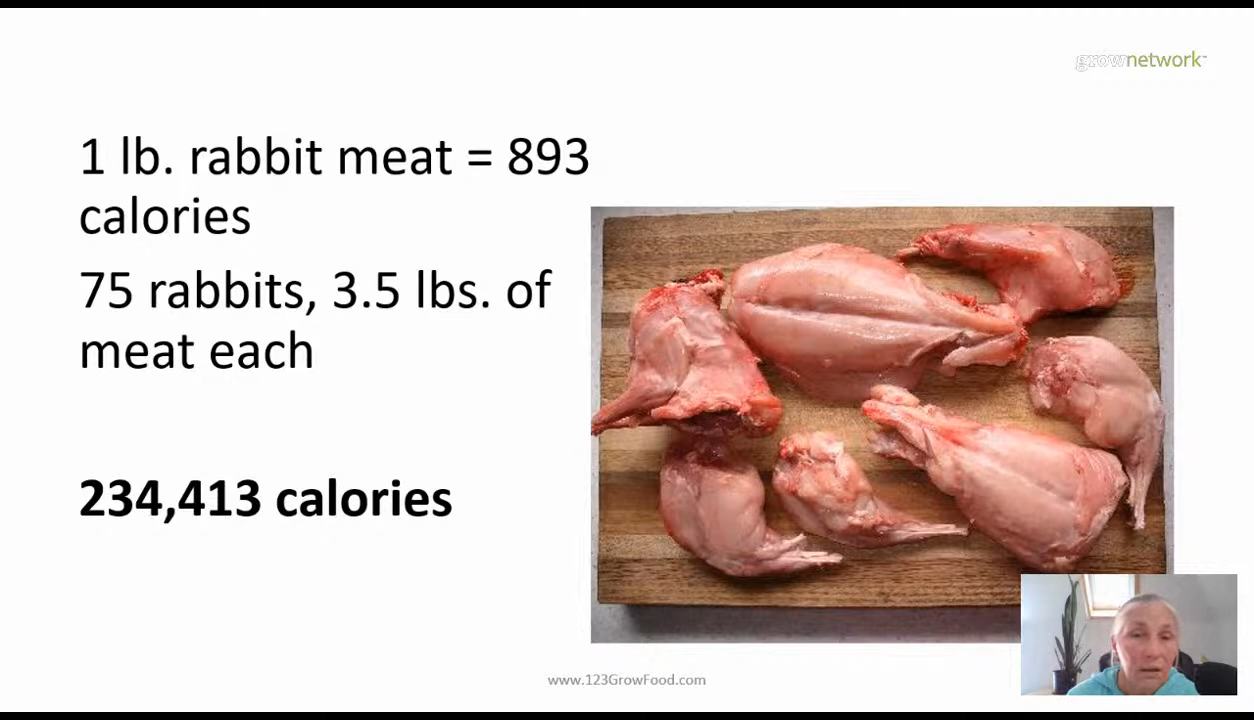 grownetwork™
1 lb. rabbit meat = 893
calories
75 rabbits, 3.5 lbs. of
meat each
234,413 calories
www.123GrowFood.com